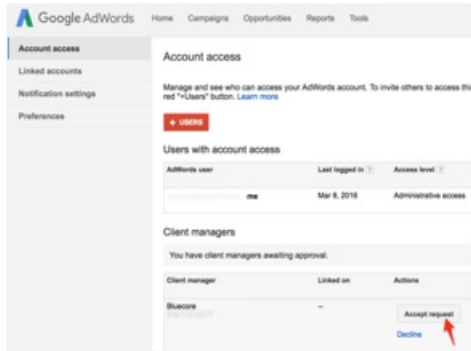 Google AdWords Home Campaigns Opportunities Reports Tools
Account access
Linked accounts
Notification settings
Preferences
Account access
Manage and see who can access your AdWords account. To invite others to access thi
red "+Users" button. Learn more
+ USERS
Users with account access
AdWords user Last logged in ? Access level ?
me Mar 8, 2016 Administrative access
Client managers
You have client managers awaiting approval.
Client manager Linked on Actions
Bluecore – Accept request
Decline